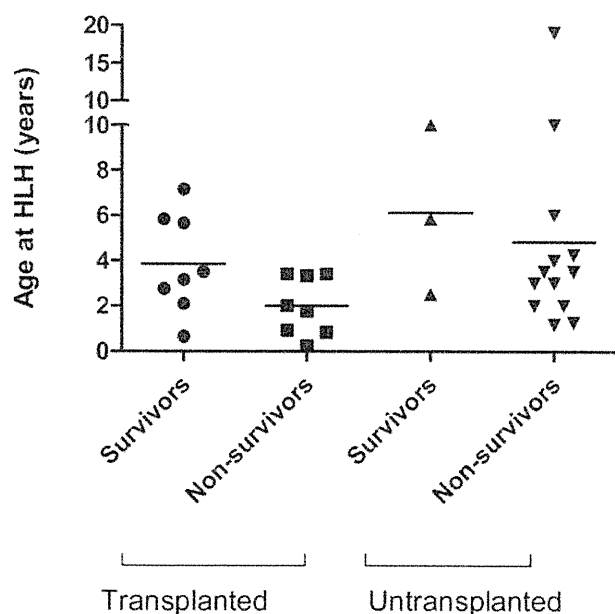 Age at HLH (years)
20
15
10
10
8
6
4
2
0
Survivors
Non-survivors
Survivors
Non-survivors
Transplanted
Untransplanted